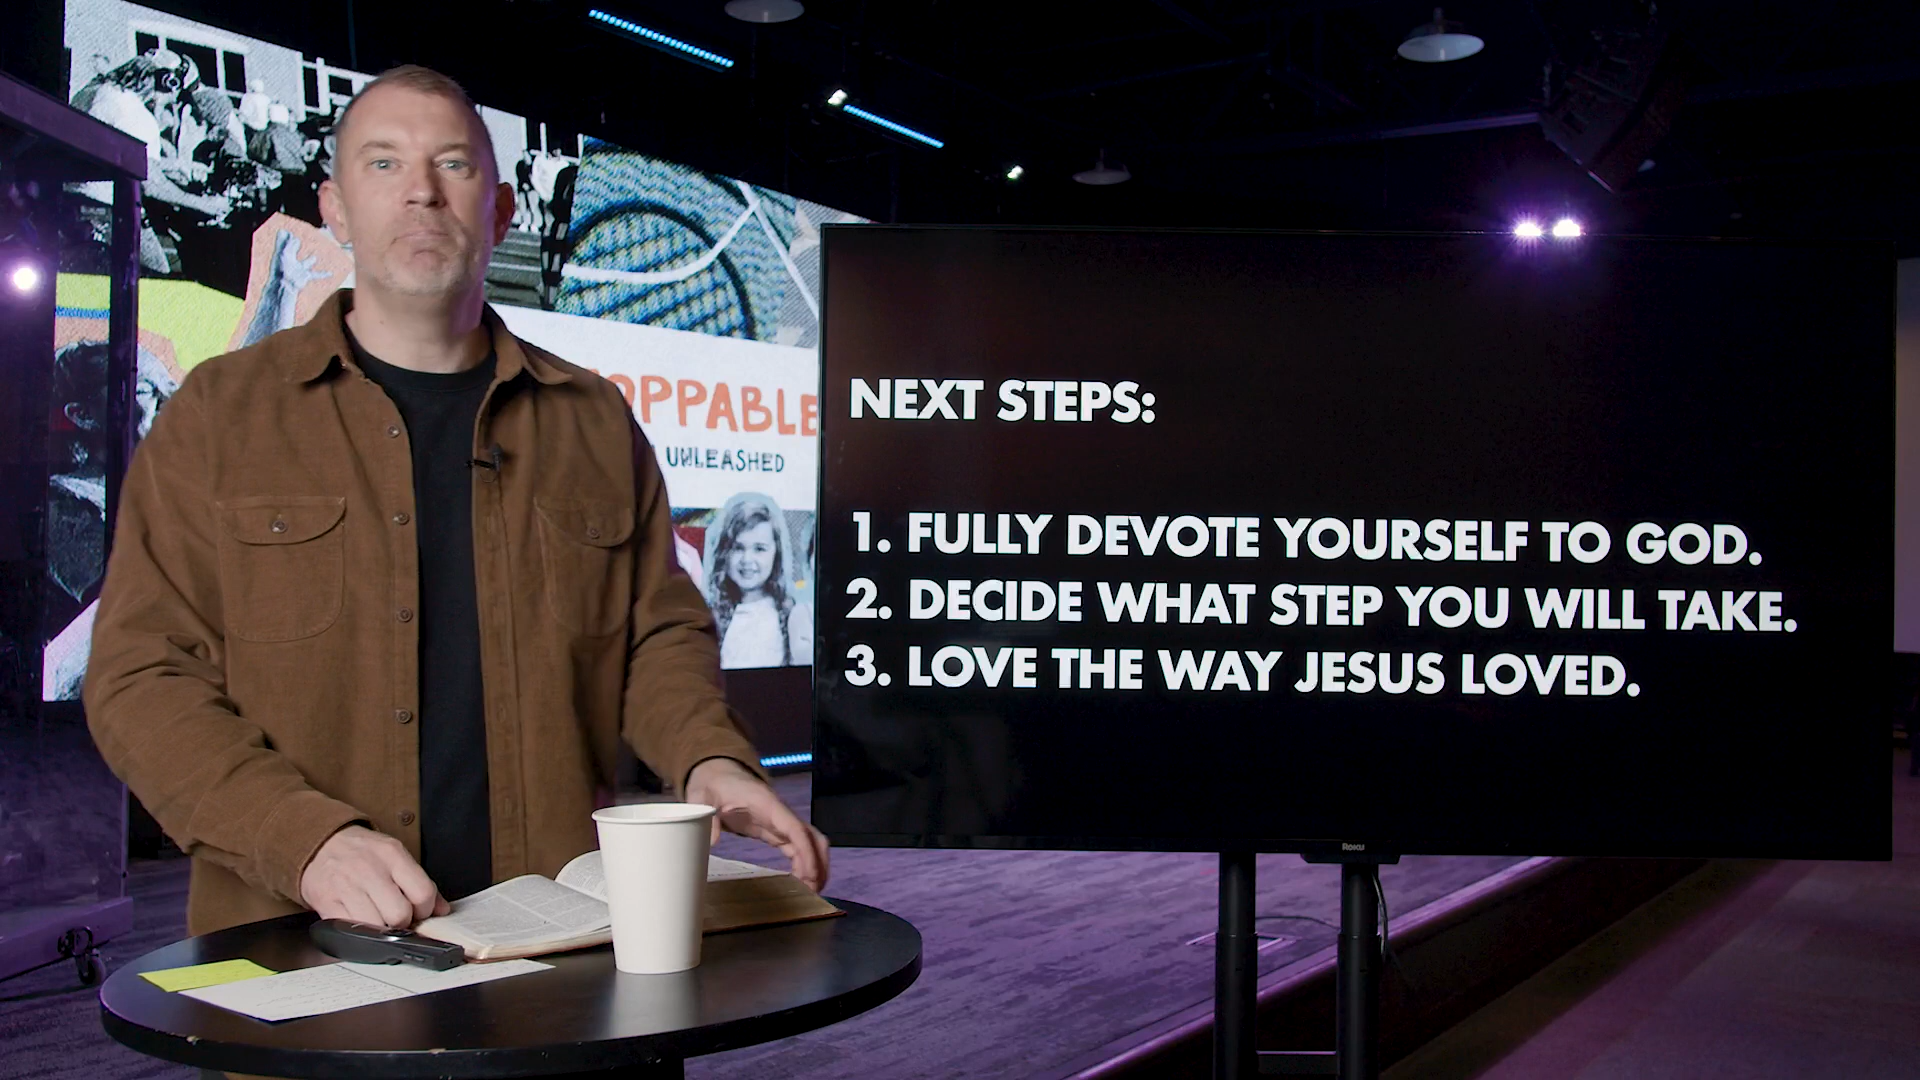 OPPABLE
UNLEASHED
NEXT STEPS:
1. FULLY DEVOTE YOURSELF TO GOD.
2. DECIDE WHAT STEP YOU WILL TAKE.
3. LOVE THE WAY JESUS LOVED.
Roku